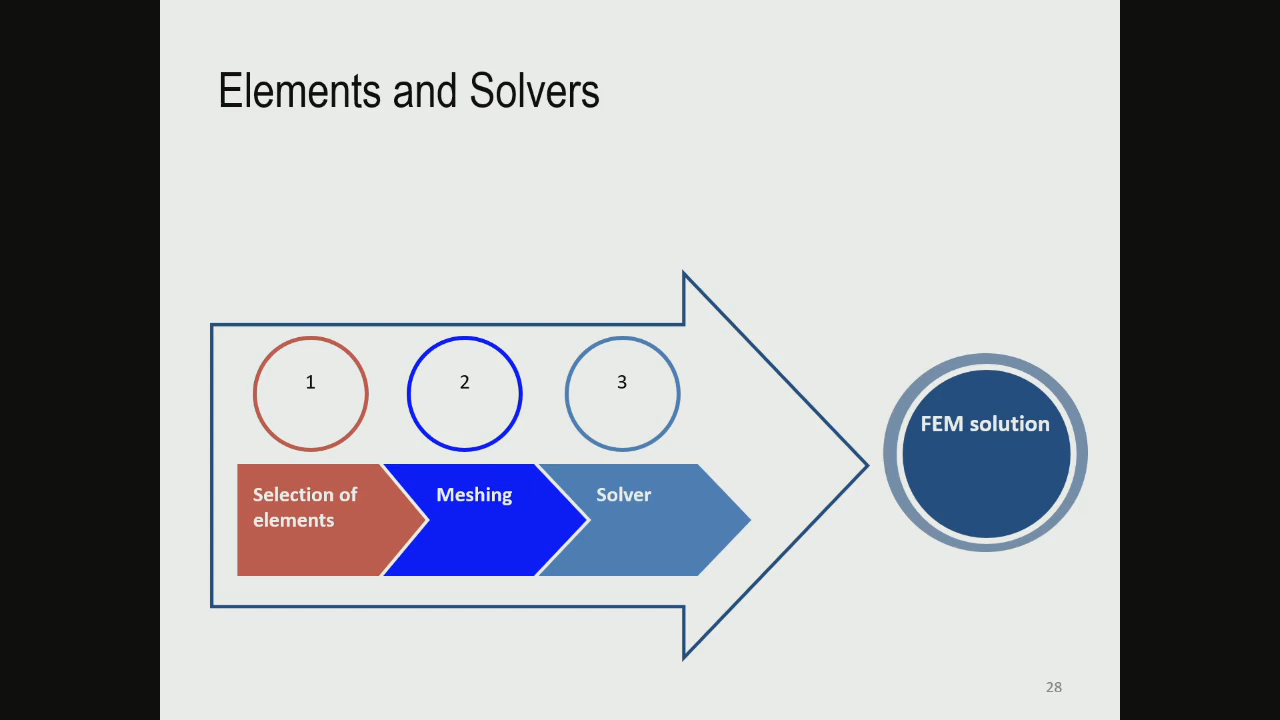 Elements and Solvers
1
2
3
Selection of
elements
Meshing
Solver
FEM solution
28